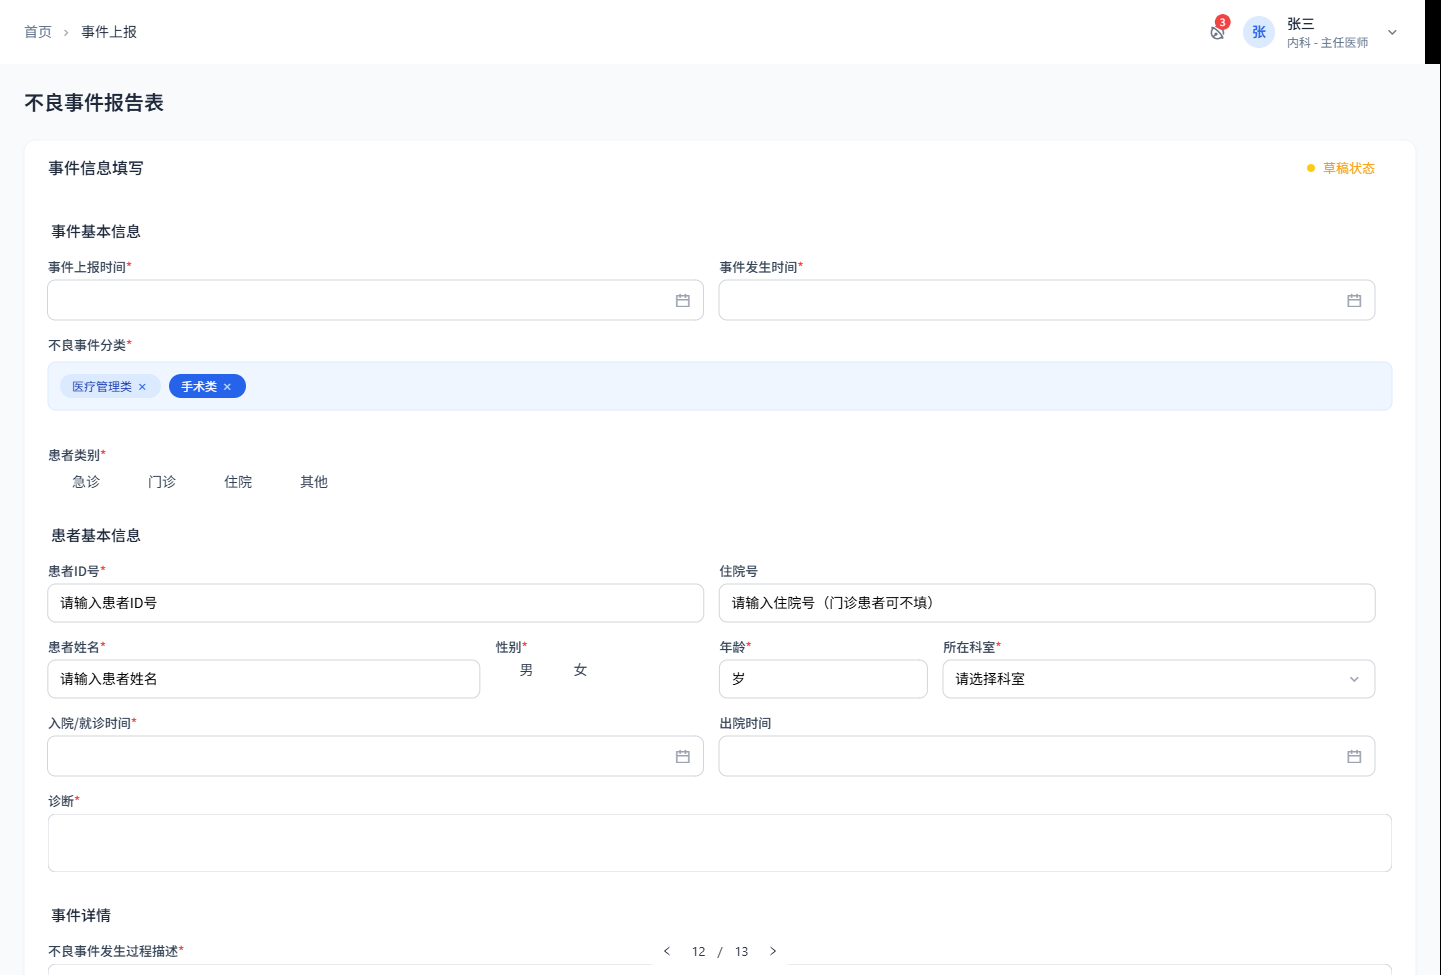 首页 › 事件上报
3
张
张三
内科 - 主任医师
不良事件报告表
事件信息填写
草稿状态
事件基本信息
事件上报时间*
事件发生时间*
不良事件分类*
医疗管理类 ×
手术类 ×
患者类别*
急诊 门诊 住院 其他
患者基本信息
患者ID号*
住院号
请输入患者ID号
请输入住院号（门诊患者可不填）
患者姓名*
性别*
年龄*
所在科室*
请输入患者姓名
男 女
岁
请选择科室
入院/就诊时间*
出院时间
诊断*
事件详情
不良事件发生过程描述*
< 12 / 13 >